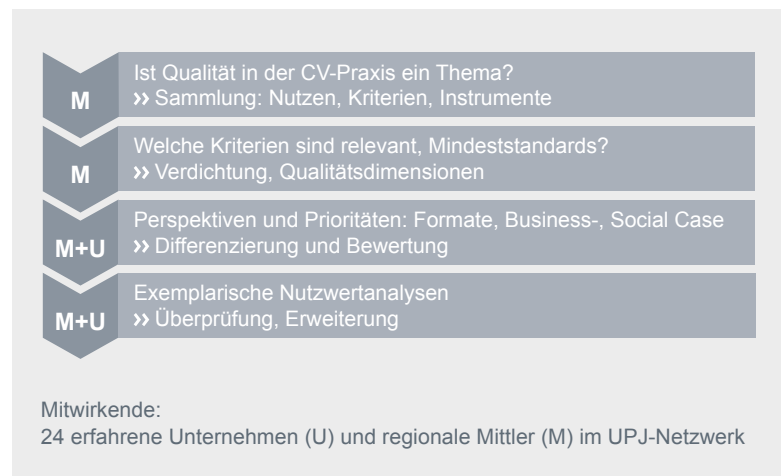 M
Ist Qualität in der CV-Praxis ein Thema?
›› Sammlung: Nutzen, Kriterien, Instrumente
M
Welche Kriterien sind relevant, Mindeststandards?
›› Verdichtung, Qualitätsdimensionen
M+U
Perspektiven und Prioritäten: Formate, Business-, Social Case
›› Differenzierung und Bewertung
M+U
Exemplarische Nutzwertanalysen
›› Überprüfung, Erweiterung
Mitwirkende:
24 erfahrene Unternehmen (U) und regionale Mittler (M) im UPJ-Netzwerk